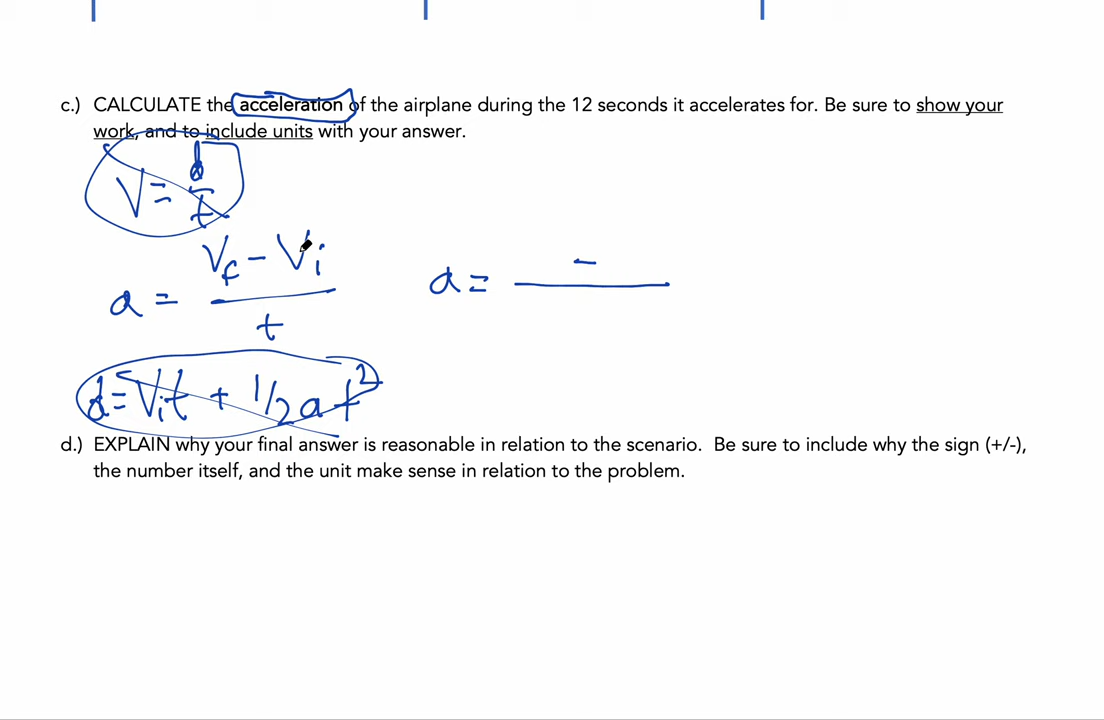 c.) CALCULATE the acceleration of the airplane during the 12 seconds it accelerates for. Be sure to show your
work, and to include units with your answer.
V = d/t
a = (Vf - Vi)/t
a = -
d = Vit + 1/2 at²
d.) EXPLAIN why your final answer is reasonable in relation to the scenario. Be sure to include why the sign (+/-),
the number itself, and the unit make sense in relation to the problem.